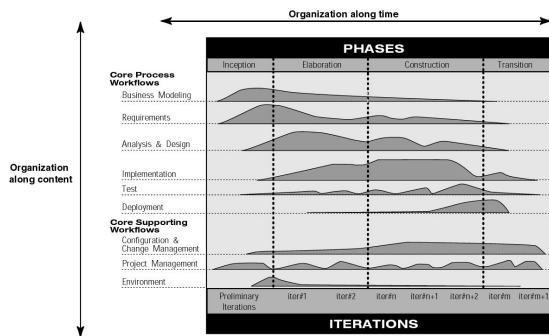 Organization along time
PHASES
Inception Elaboration Construction Transition
Core Process
Workflows
Business Modeling
Requirements
Analysis & Design
Implementation
Test
Deployment
Core Supporting
Workflows
Configuration &
Change Management
Project Management
Environment
Organization
along content
Preliminary
Iterations
iter#1 iter#2 iter#n iter#n+1 iter#n+2 iter#m iter#m+1
ITERATIONS